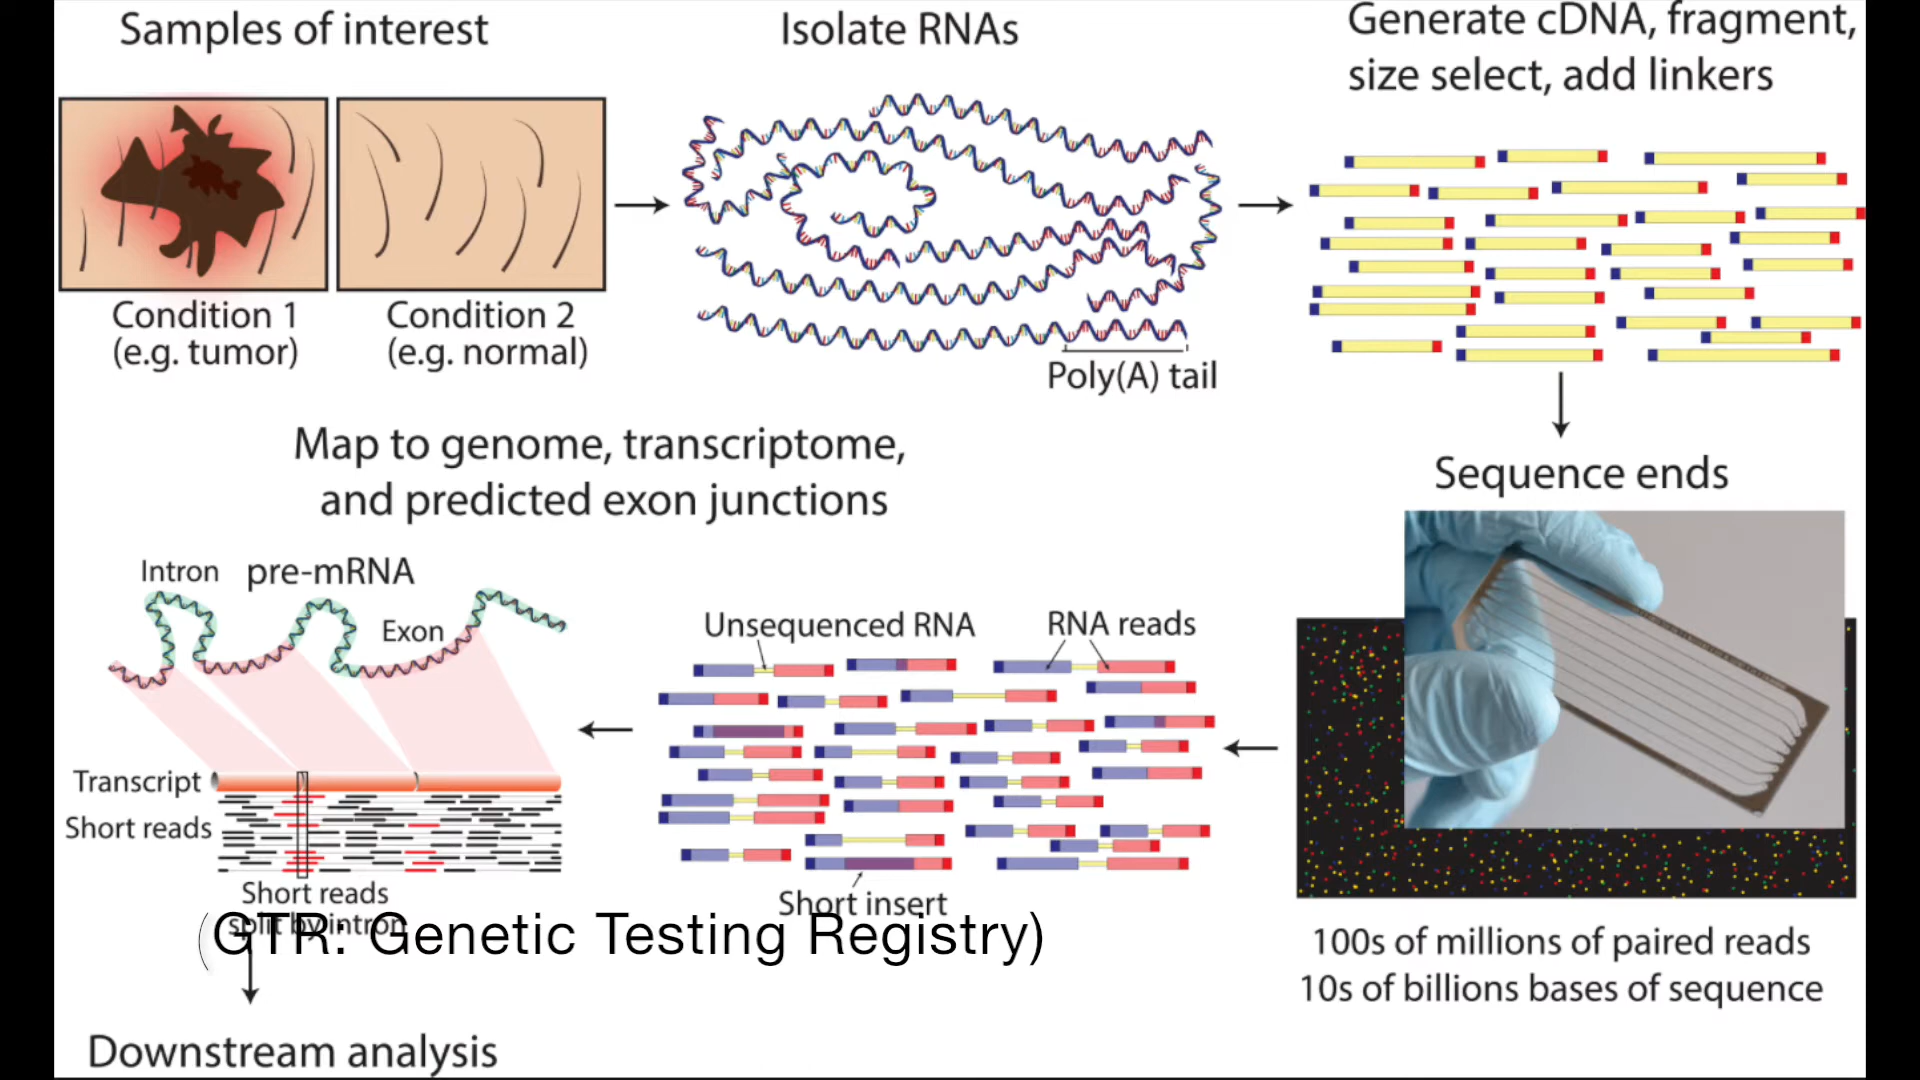 Samples of interest
Isolate RNAs
Generate cDNA, fragment,
size select, add linkers
Condition 1
(e.g. tumor)
Condition 2
(e.g. normal)
Poly(A) tail
Sequence ends
100s of millions of paired reads
10s of billions bases of sequence
Unsequenced RNA
RNA reads
Short insert
Map to genome, transcriptome,
and predicted exon junctions
Intron
pre-mRNA
Exon
Transcript
Short reads
Short reads
split by intron
(GTR: Genetic Testing Registry)
Downstream analysis